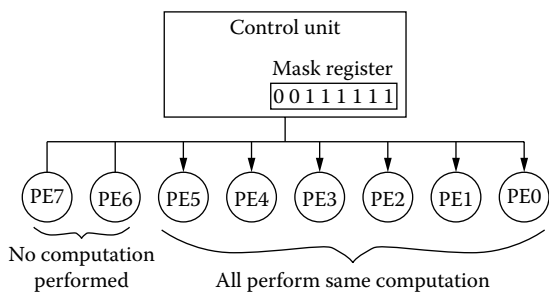 Control unit
Mask register
0 0 1 1 1 1 1 1
PE7 PE6 PE5 PE4 PE3 PE2 PE1 PE0
No computation
performed
All perform same computation